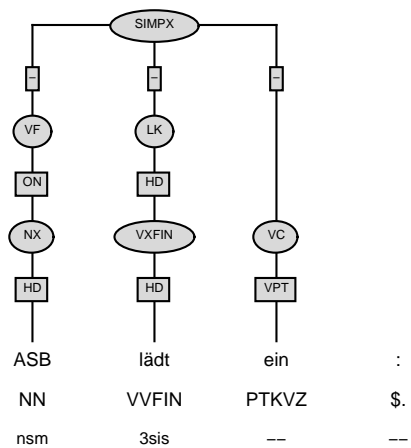 SIMPX
– – –
VF LK
ON HD
NX VXFIN VC
HD HD VPT
ASB lädt ein :
NN VVFIN PTKVZ $.
nsm 3sis –– ––